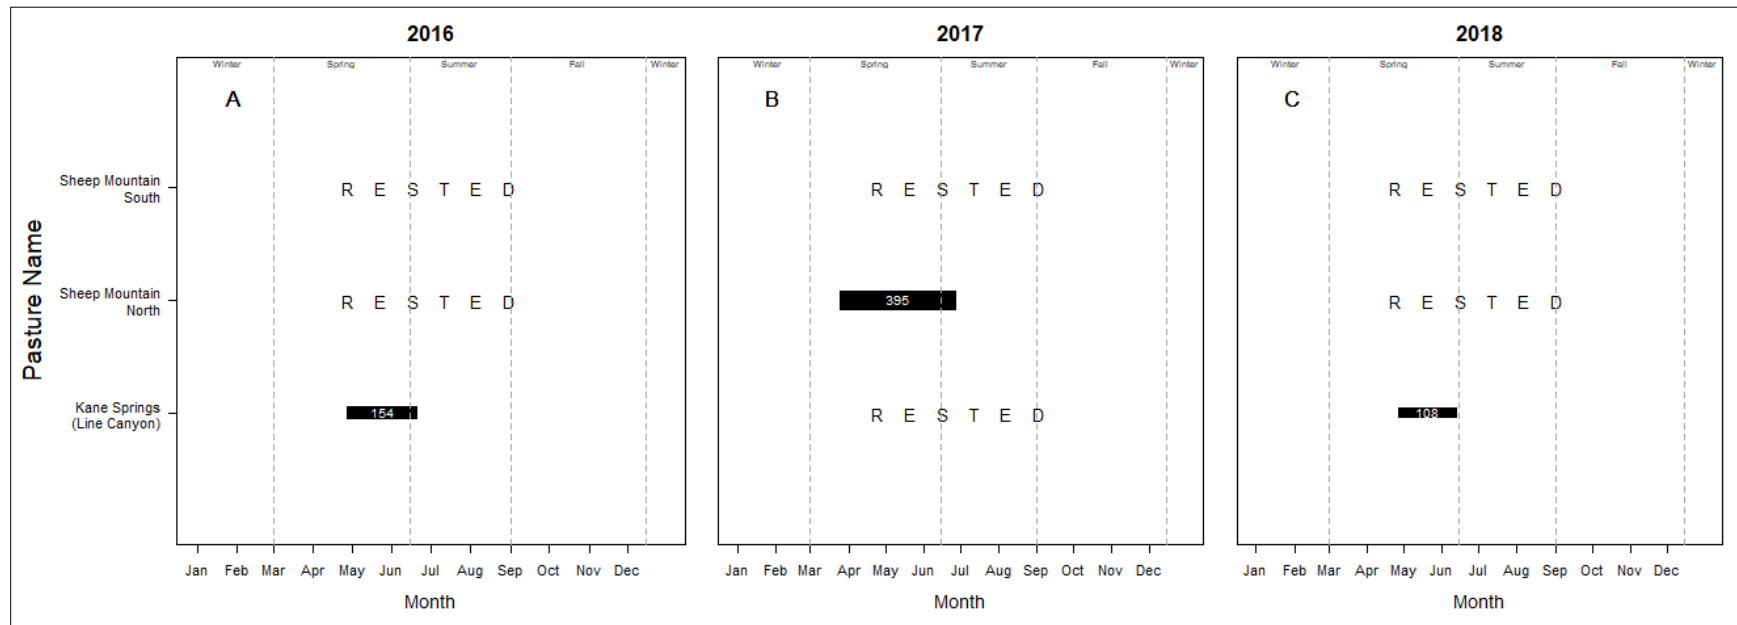 2016 2017 2018
Winter Spring Summer Fall Winter Winter Spring Summer Fall Winter Winter Spring Summer Fall Winter
A B C
Sheep Mountain
South
R E S T E D R E S T E D R E S T E D
Sheep Mountain
North
R E S T E D 395 R E S T E D
Kane Springs
(Line Canyon)
154 R E S T E D 108
Pasture Name
Jan Feb Mar Apr May Jun Jul Aug Sep Oct Nov Dec Jan Feb Mar Apr May Jun Jul Aug Sep Oct Nov Dec Jan Feb Mar Apr May Jun Jul Aug Sep Oct Nov Dec
Month Month Month